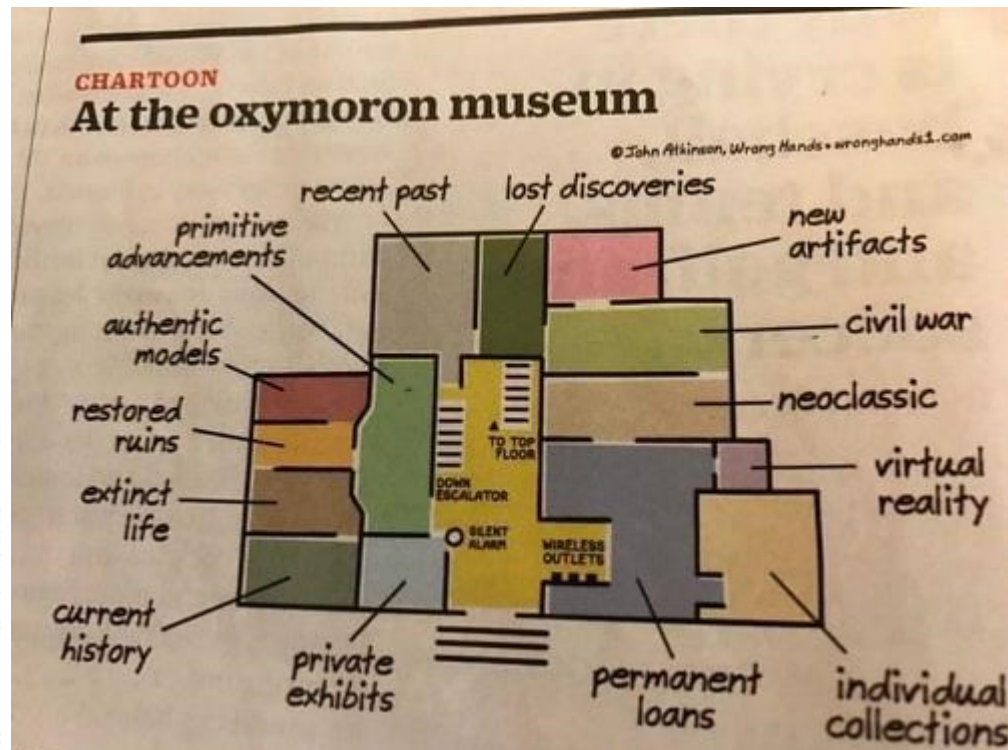 CHARTOON
At the oxymoron museum
©John Atkinson, Wrong Hands • wronghands1.com
recent past
lost discoveries
primitive
advancements
new
artifacts
authentic
models
civil war
restored
ruins
neoclassic
TO TOP
FLOOR
virtual
reality
extinct
life
DOWN
ESCALATOR
SILENT
ALARM
WIRELESS
OUTLETS
current
history
private
exhibits
permanent
loans
individual
collections